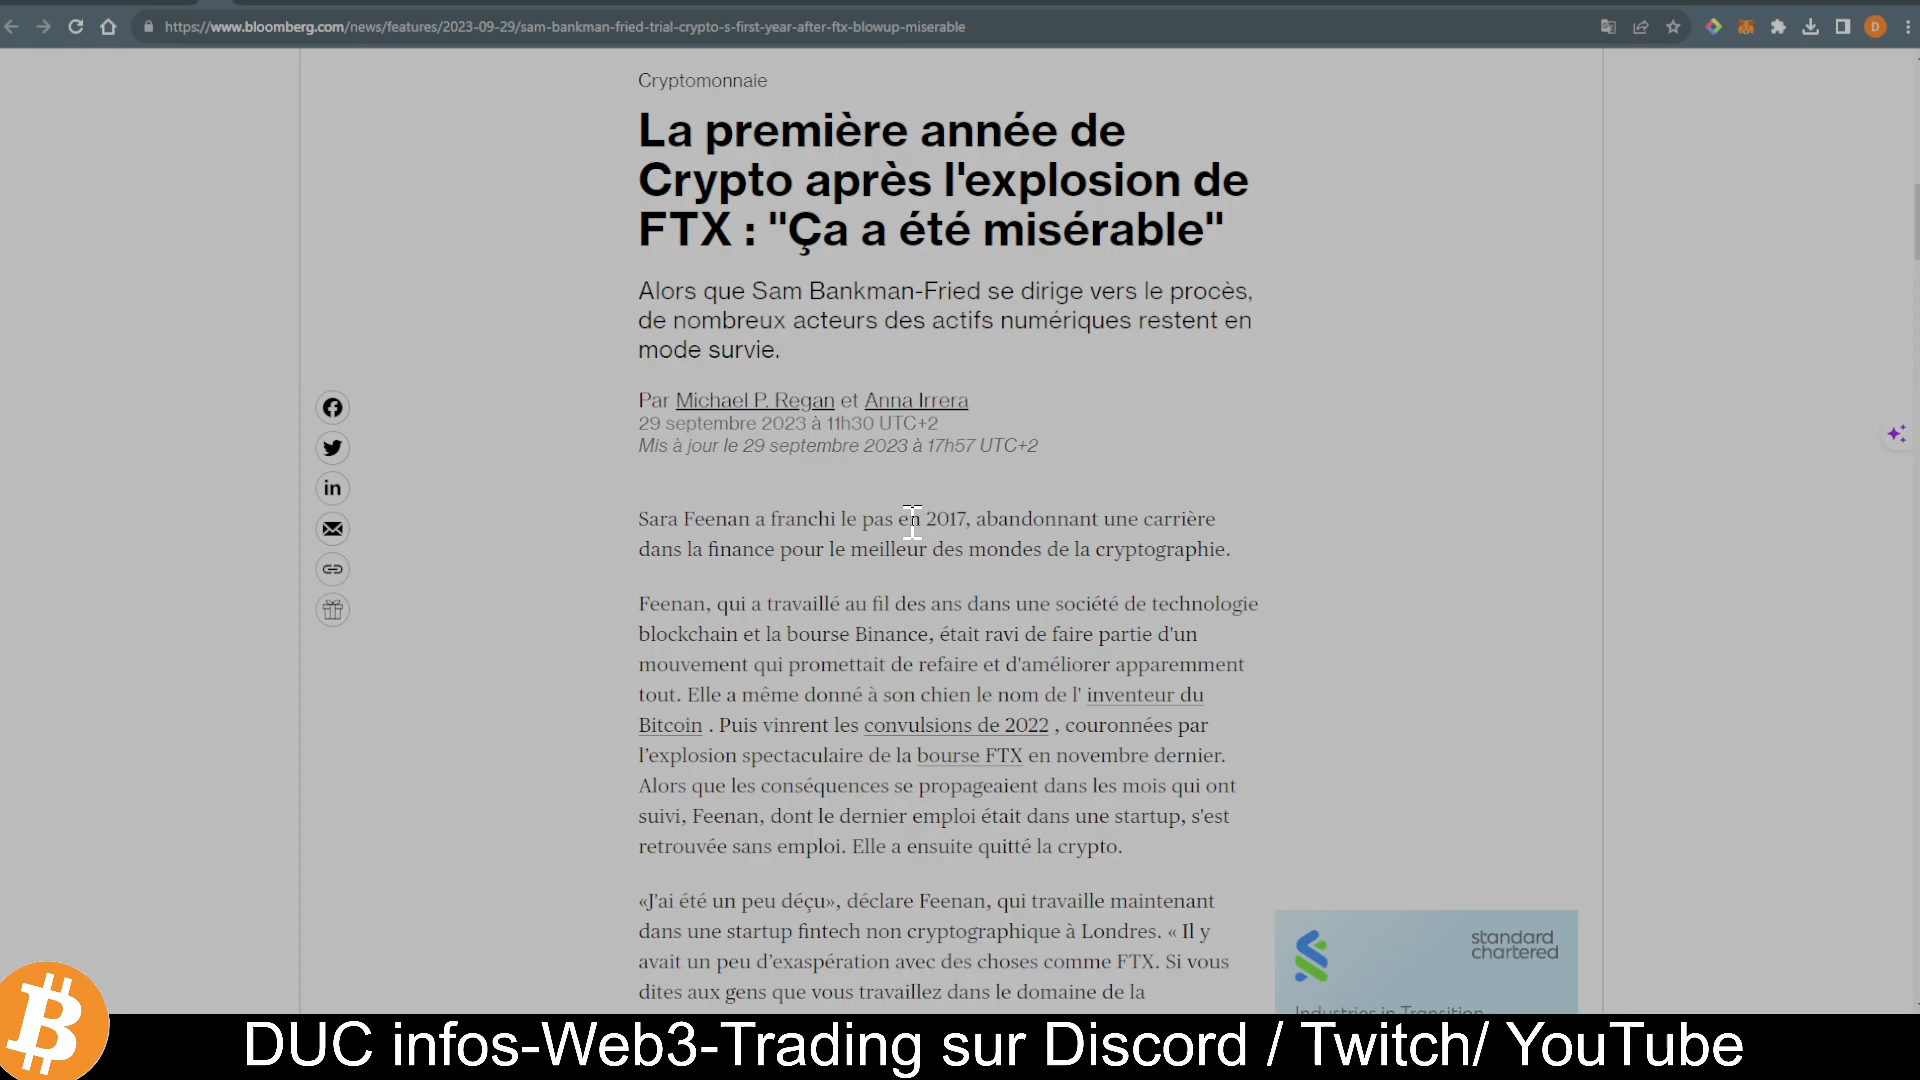 https://www.bloomberg.com/news/features/2023-09-29/sam-bankman-fried-trial-crypto-s-first-year-after-ftx-blowup-miserable
D
Cryptomonnaie
La première année de
Crypto après l'explosion de
FTX : "Ça a été misérable"
Alors que Sam Bankman-Fried se dirige vers le procès,
de nombreux acteurs des actifs numériques restent en
mode survie.
Par Michael P. Regan et Anna Irrera
29 septembre 2023 à 11h30 UTC+2
Mis à jour le 29 septembre 2023 à 17h57 UTC+2
Sara Feenan a franchi le pas en 2017, abandonnant une carrière
dans la finance pour le meilleur des mondes de la cryptographie.
Feenan, qui a travaillé au fil des ans dans une société de technologie
blockchain et la bourse Binance, était ravi de faire partie d'un
mouvement qui promettait de refaire et d'améliorer apparemment
tout. Elle a même donné à son chien le nom de l' inventeur du
Bitcoin . Puis vinrent les convulsions de 2022 , couronnées par
l’explosion spectaculaire de la bourse FTX en novembre dernier.
Alors que les conséquences se propageaient dans les mois qui ont
suivi, Feenan, dont le dernier emploi était dans une startup, s'est
retrouvée sans emploi. Elle a ensuite quitté la crypto.
«J'ai été un peu déçu», déclare Feenan, qui travaille maintenant
dans une startup fintech non cryptographique à Londres. « Il y
avait un peu d’exaspération avec des choses comme FTX. Si vous
dites aux gens que vous travaillez dans le domaine de la
standard
chartered
Industries in Transition
DUC infos-Web3-Trading sur Discord / Twitch/ YouTube